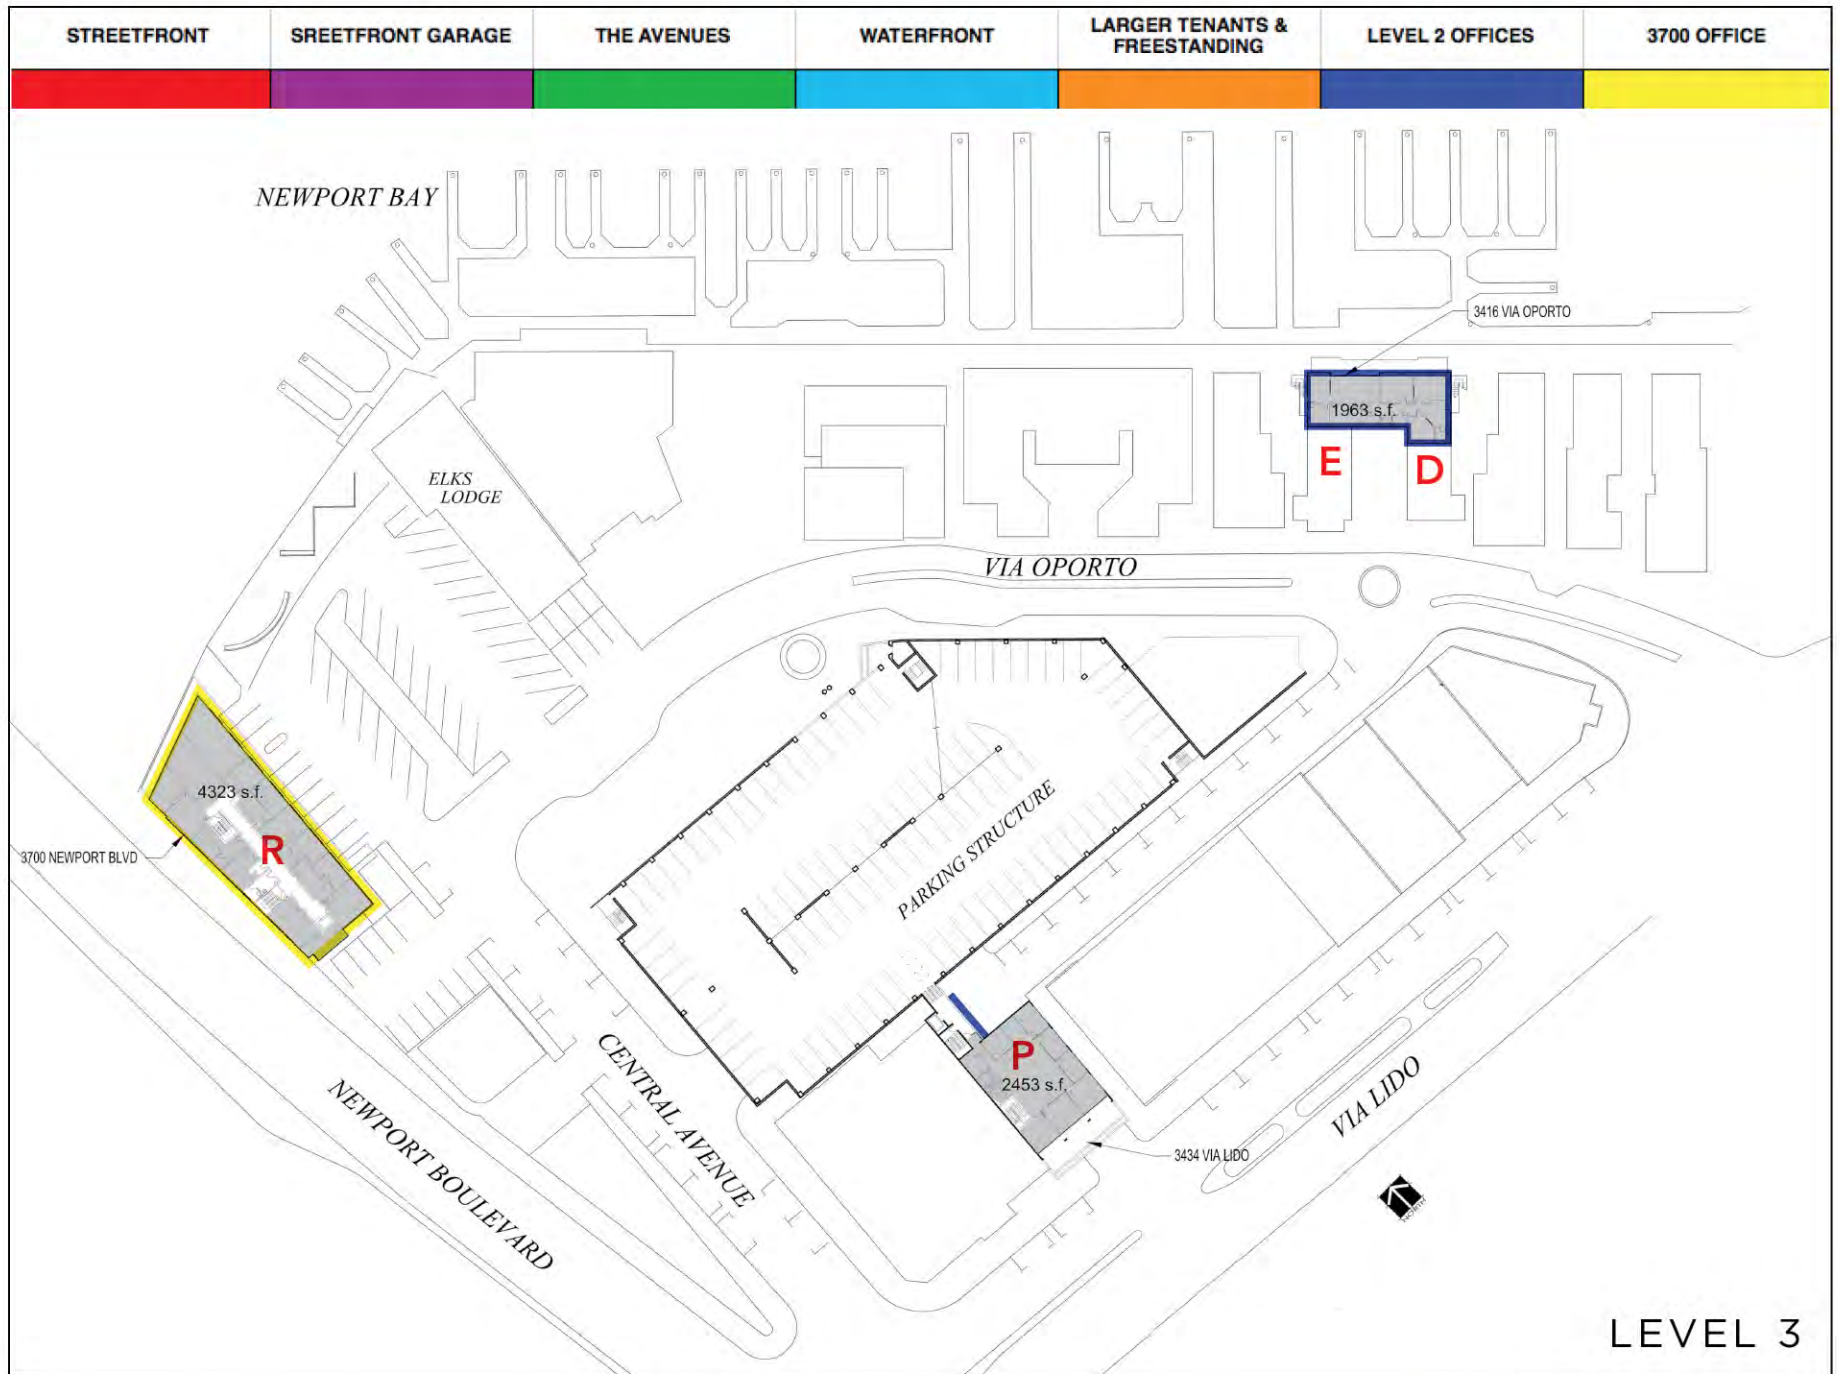 STREETFRONT
SREETFRONT GARAGE
THE AVENUES
WATERFRONT
LARGER TENANTS &
FREESTANDING
LEVEL 2 OFFICES
3700 OFFICE
NEWPORT BAY
3416 VIA OPORTO
1963 s.f.
E
D
ELKS
LODGE
VIA OPORTO
4323 s.f.
R
3700 NEWPORT BLVD
PARKING STRUCTURE
P
2453 s.f.
CENTRAL AVENUE
NEWPORT BOULEVARD
VIA LIDO
3434 VIA LIDO
NORTH
LEVEL 3